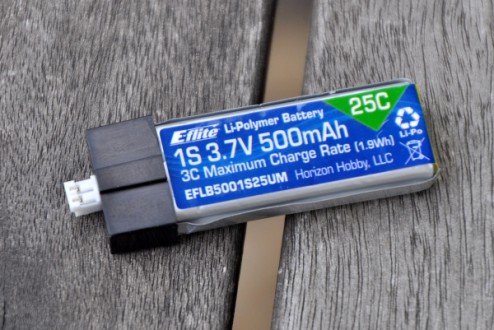 E-flite Li-Polymer Battery 25C
1S 3.7V 500mAh
3C Maximum Charge Rate (1.9Wh)
EFLB5001S25UM Horizon Hobby, LLC
Li-Po